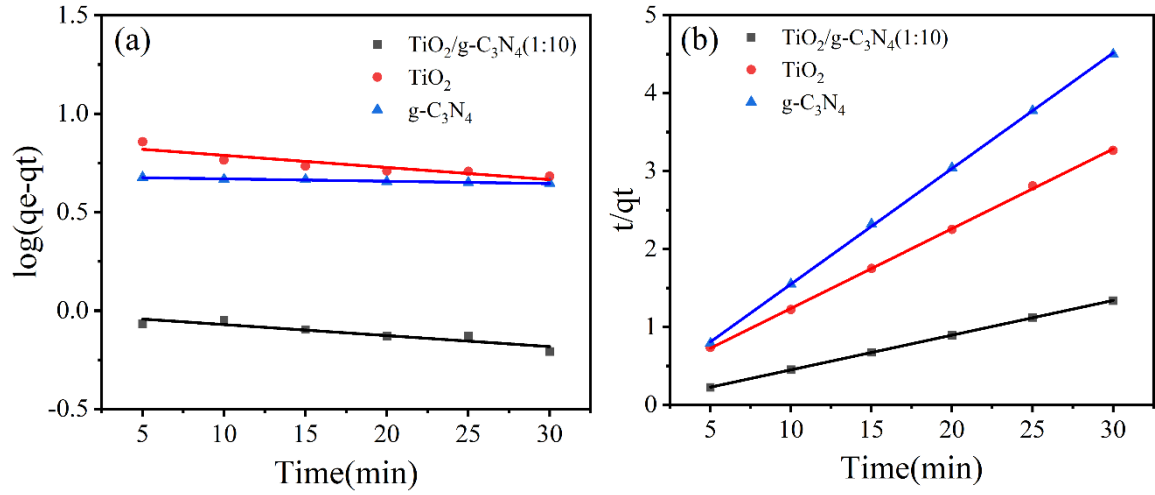 (a)
TiO₂/g-C₃N₄(1:10)
TiO₂
g-C₃N₄
1.5
1.0
0.5
0.0
-0.5
log(qe-qt)
5 10 15 20 25 30
Time(min)
(b)
TiO₂/g-C₃N₄(1:10)
TiO₂
g-C₃N₄
5
4
3
2
1
0
t/qt
5 10 15 20 25 30
Time(min)